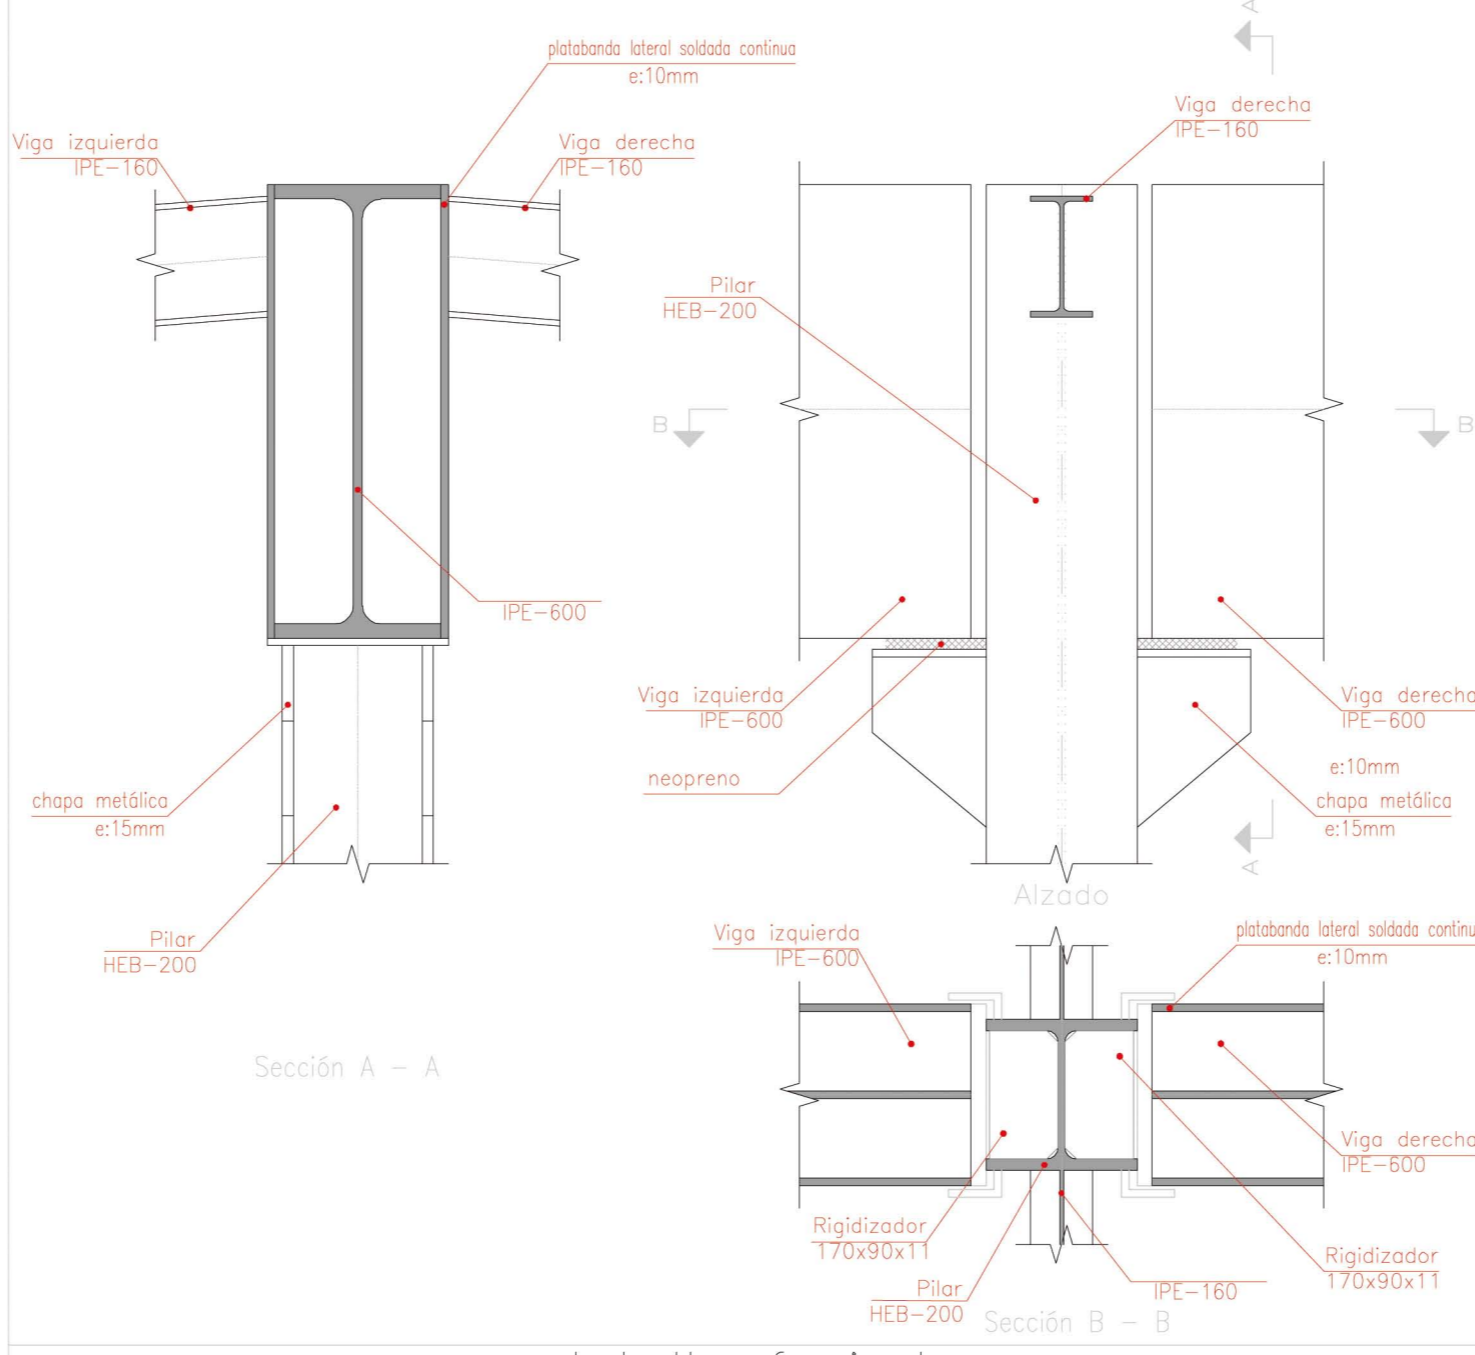 platabanda lateral soldada continua
e:10mm
Viga izquierda
IPE-160
Viga derecha
IPE-160
IPE-600
chapa metálica
e:15mm
Pilar
HEB-200
Sección A - A
A
Viga derecha
IPE-160
Pilar
HEB-200
B
B
Viga izquierda
IPE-600
neopreno
Viga derecha
IPE-600
e:10mm
chapa metálica
e:15mm
A
Alzado
Viga izquierda
IPE-600
platabanda lateral soldada continu
e:10mm
Viga derecha
IPE-600
Rigidizador
170x90x11
Pilar
HEB-200
IPE-160
Rigidizador
170x90x11
Sección B - B